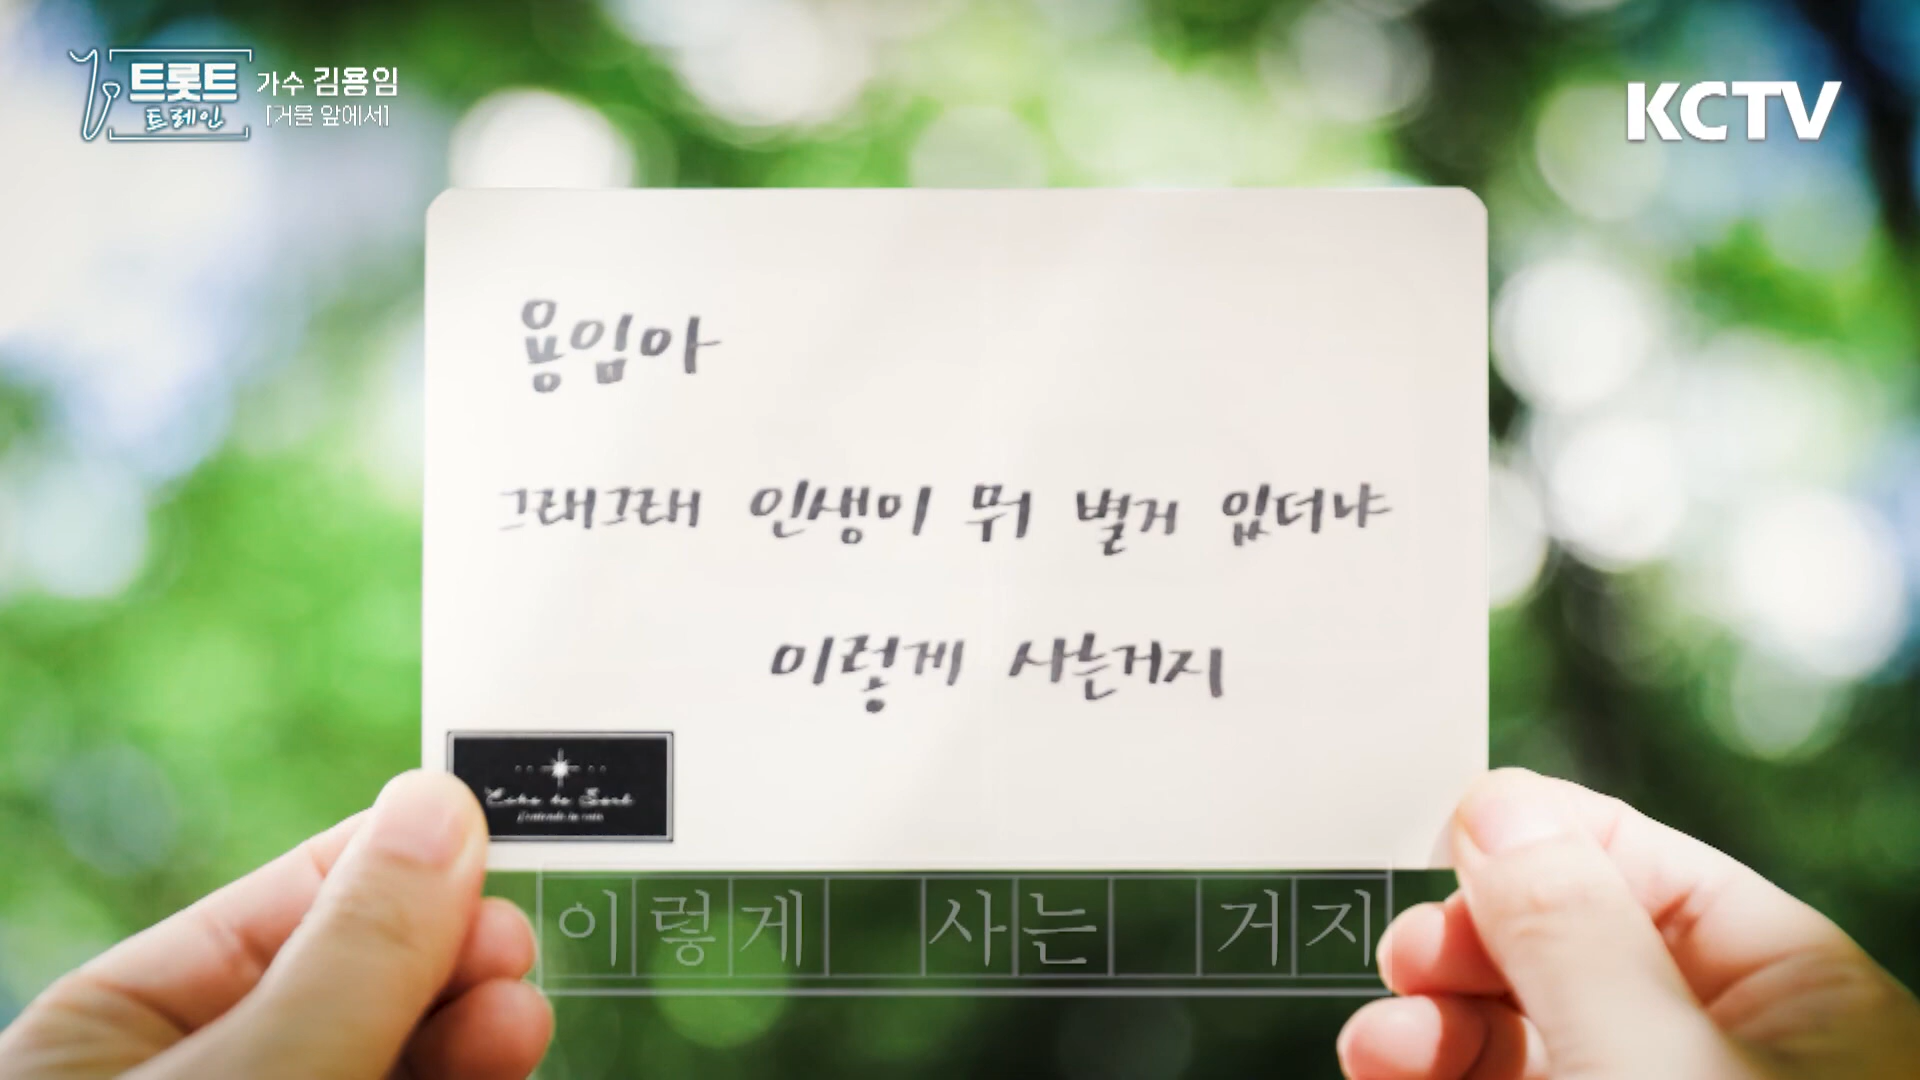 트롯트
트레인
가수 김용임
[거울 앞에서]
KCTV
용임아
그래그래 인생이 뭐 별거 있더냐
이렇게 사는거지
이렇게 사는 거지